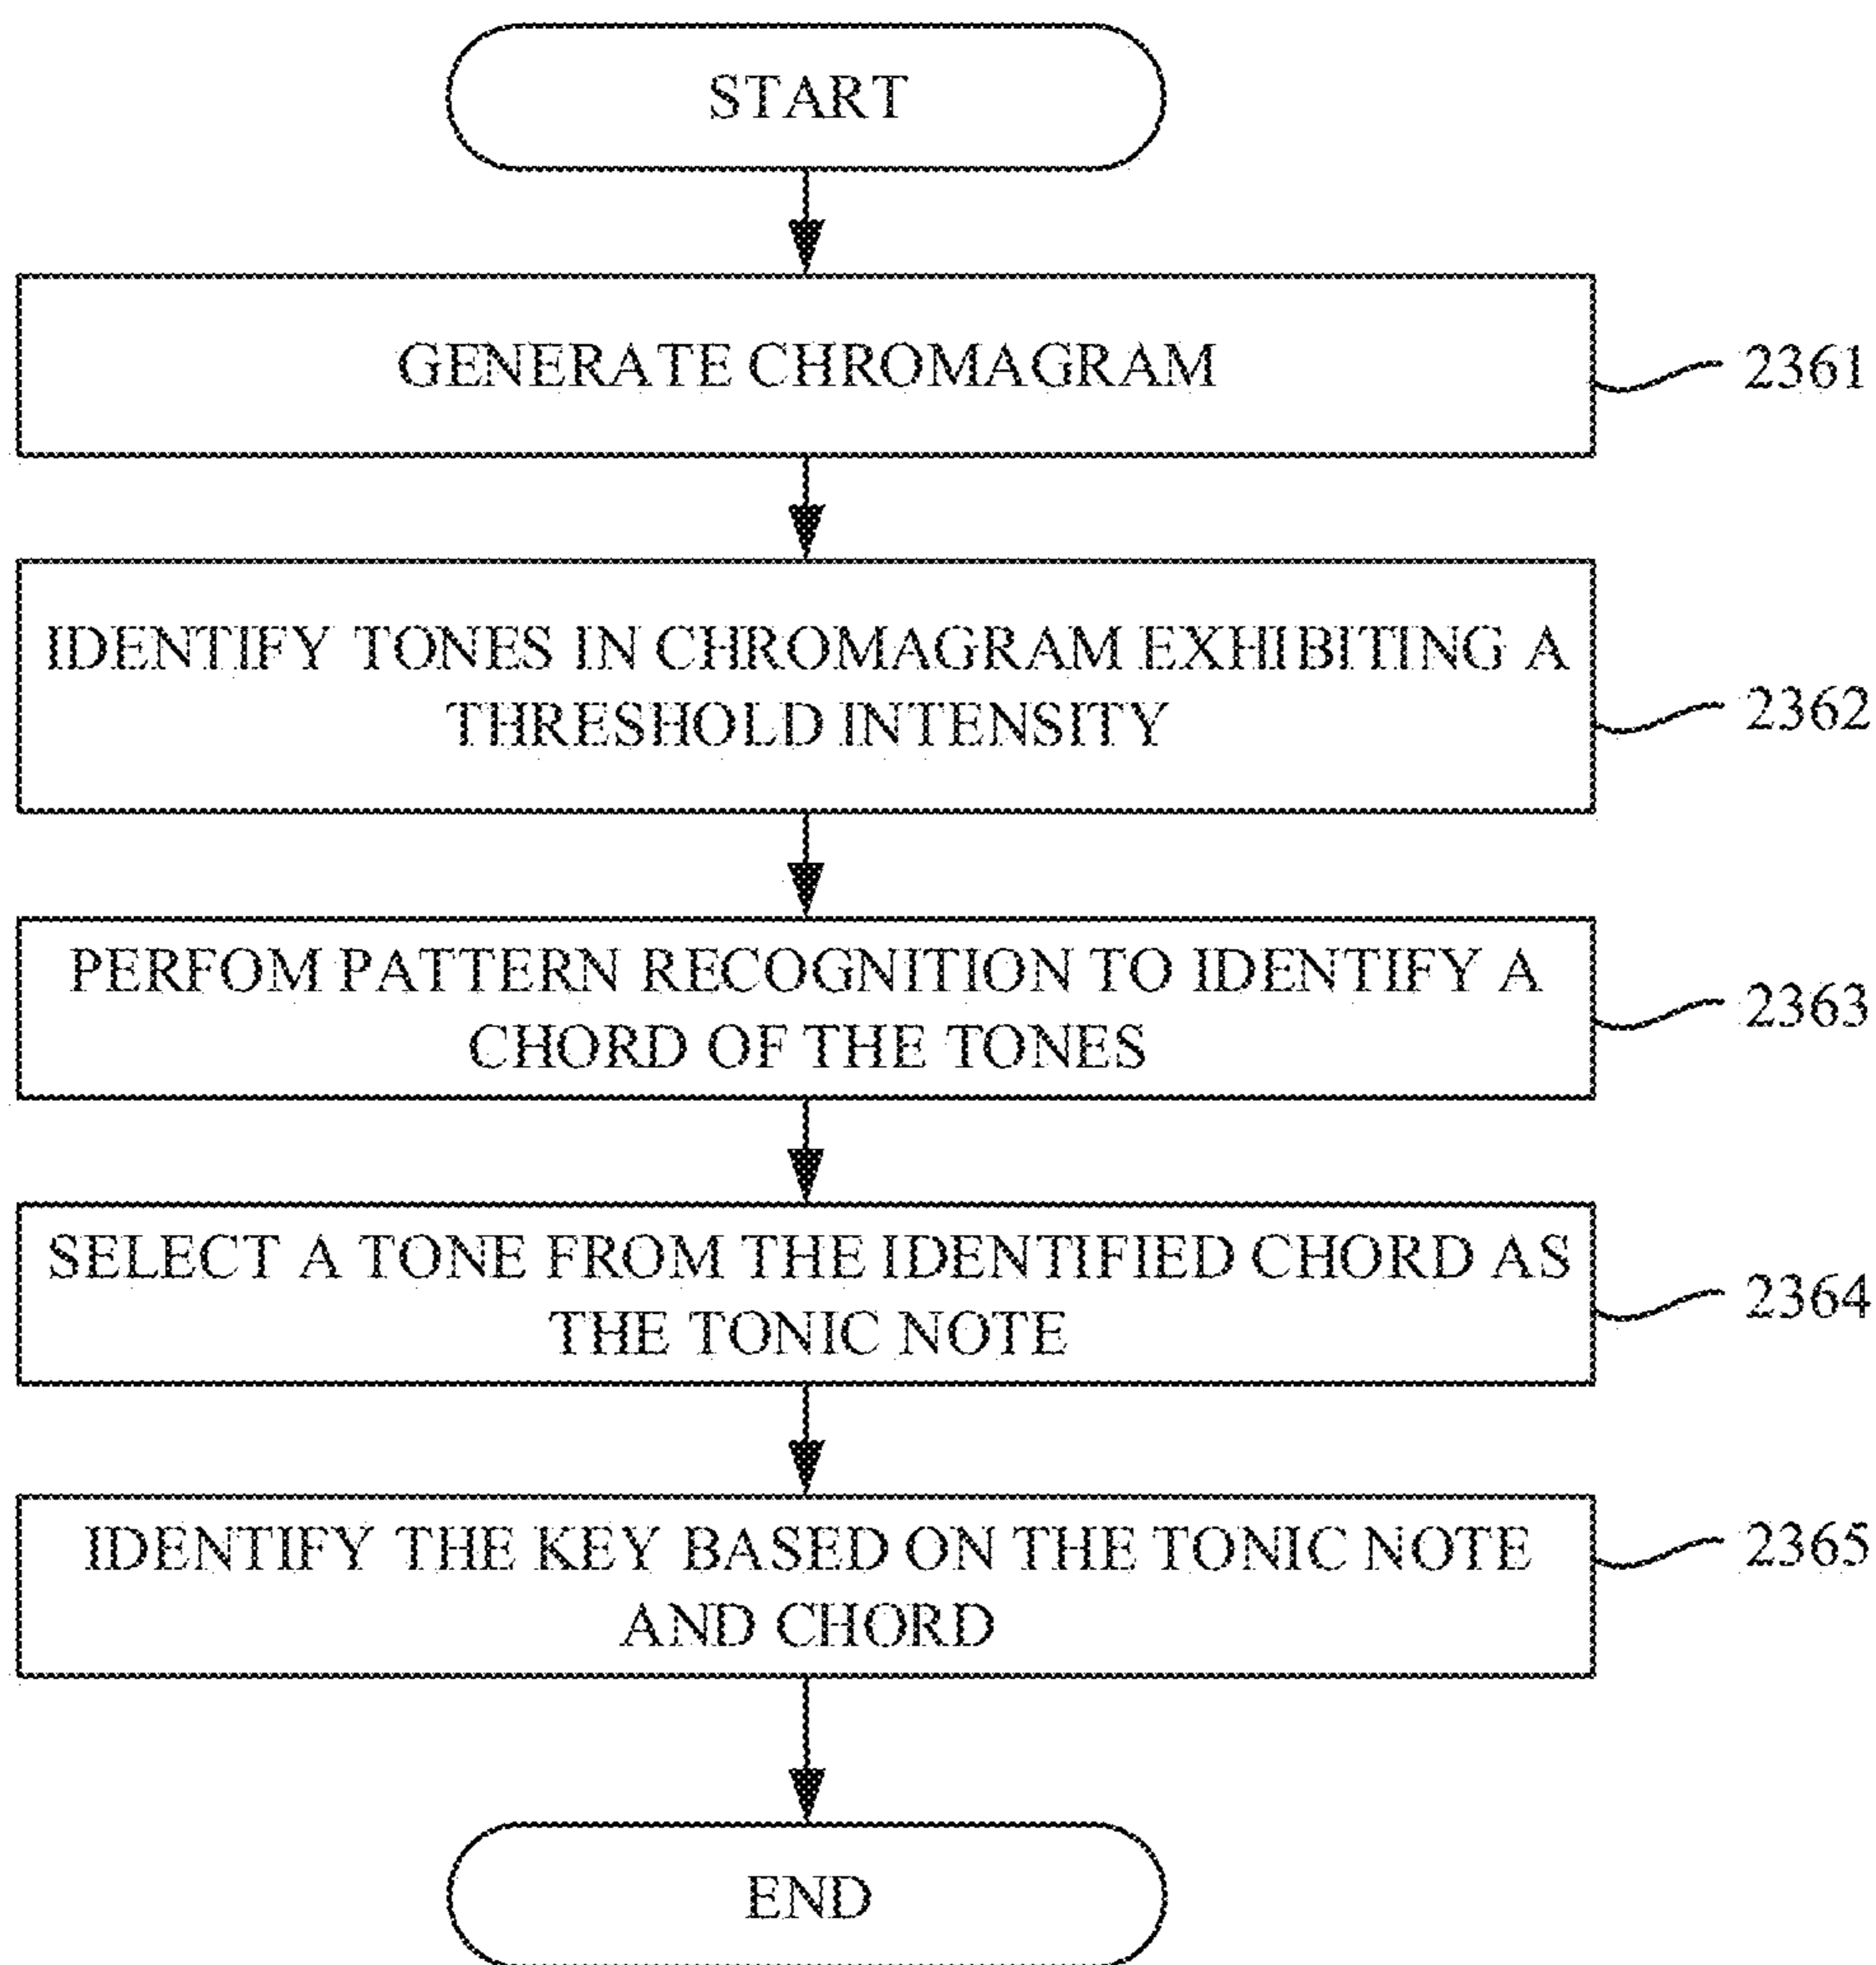 START
GENERATE CHROMAGRAM
2361
IDENTIFY TONES IN CHROMAGRAM EXHIBITING A
THRESHOLD INTENSITY
2362
PERFOM PATTERN RECOGNITION TO IDENTIFY A
CHORD OF THE TONES
2363
SELECT A TONE FROM THE IDENTIFIED CHORD AS
THE TONIC NOTE
2364
IDENTIFY THE KEY BASED ON THE TONIC NOTE
AND CHORD
2365
END